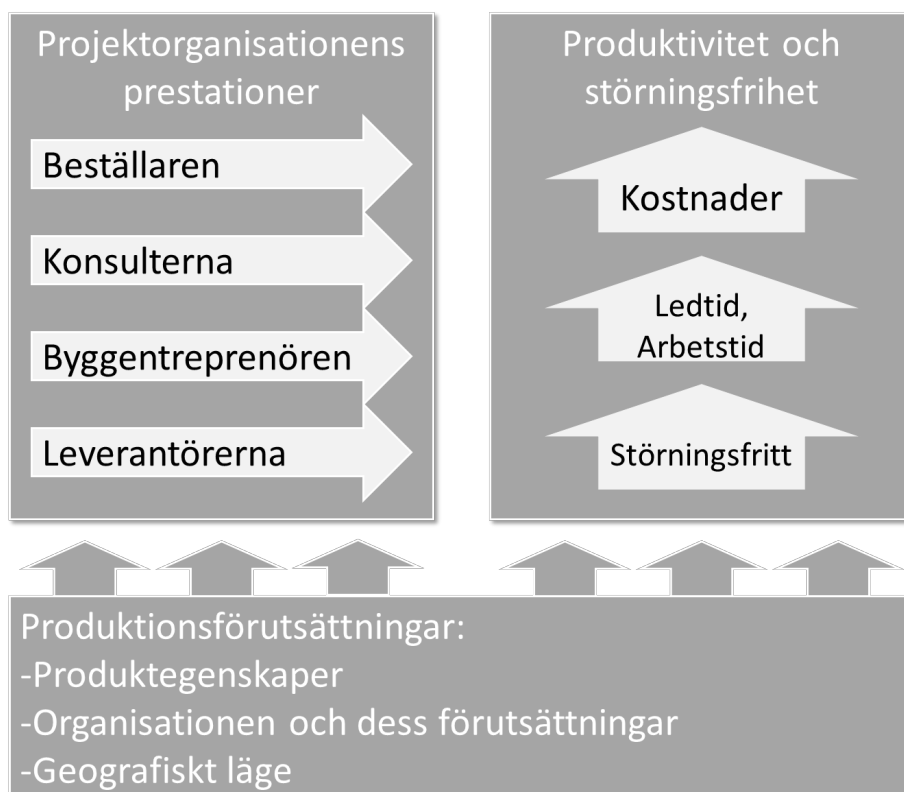 Projektorganisationens
prestationer
Beställaren
Konsulterna
Byggentreprenören
Leverantörerna
Produktivitet och
störningsfrihet
Kostnader
Ledtid,
Arbetstid
Störningsfritt
Produktionsförutsättningar:
-Produktegenskaper
-Organisationen och dess förutsättningar
-Geografiskt läge